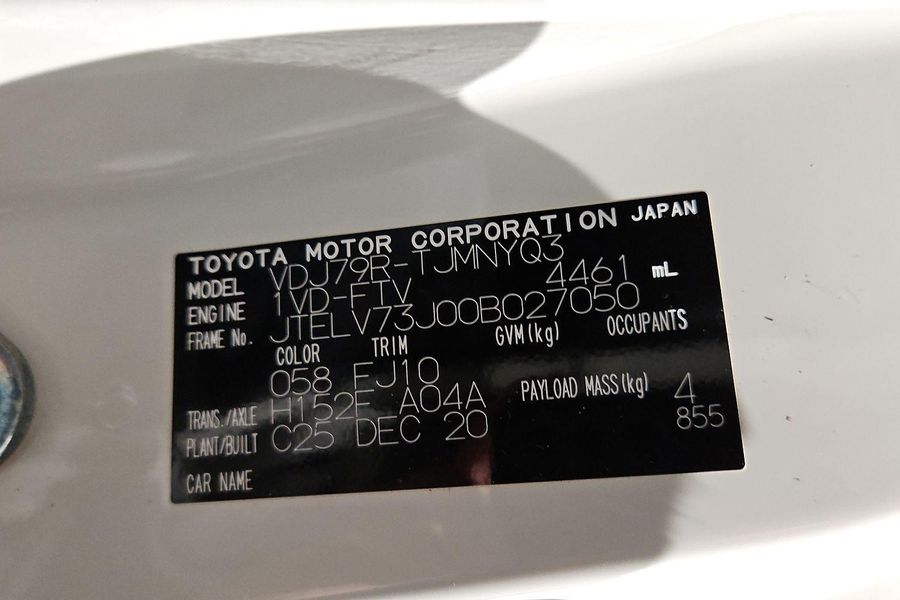 TOYOTA MOTOR CORPORATION JAPAN
MODEL VDJ79R-TJMNYQ3
ENGINE 1VD-FTV 4461 mL
FRAME No. JTELV73J00B027050
COLOR TRIM GVM(kg) OCCUPANTS
058 FJ10 4
TRANS./AXLE H152F A04A PAYLOAD MASS(kg) 855
PLANT/BUILT C25 DEC 20
CAR NAME